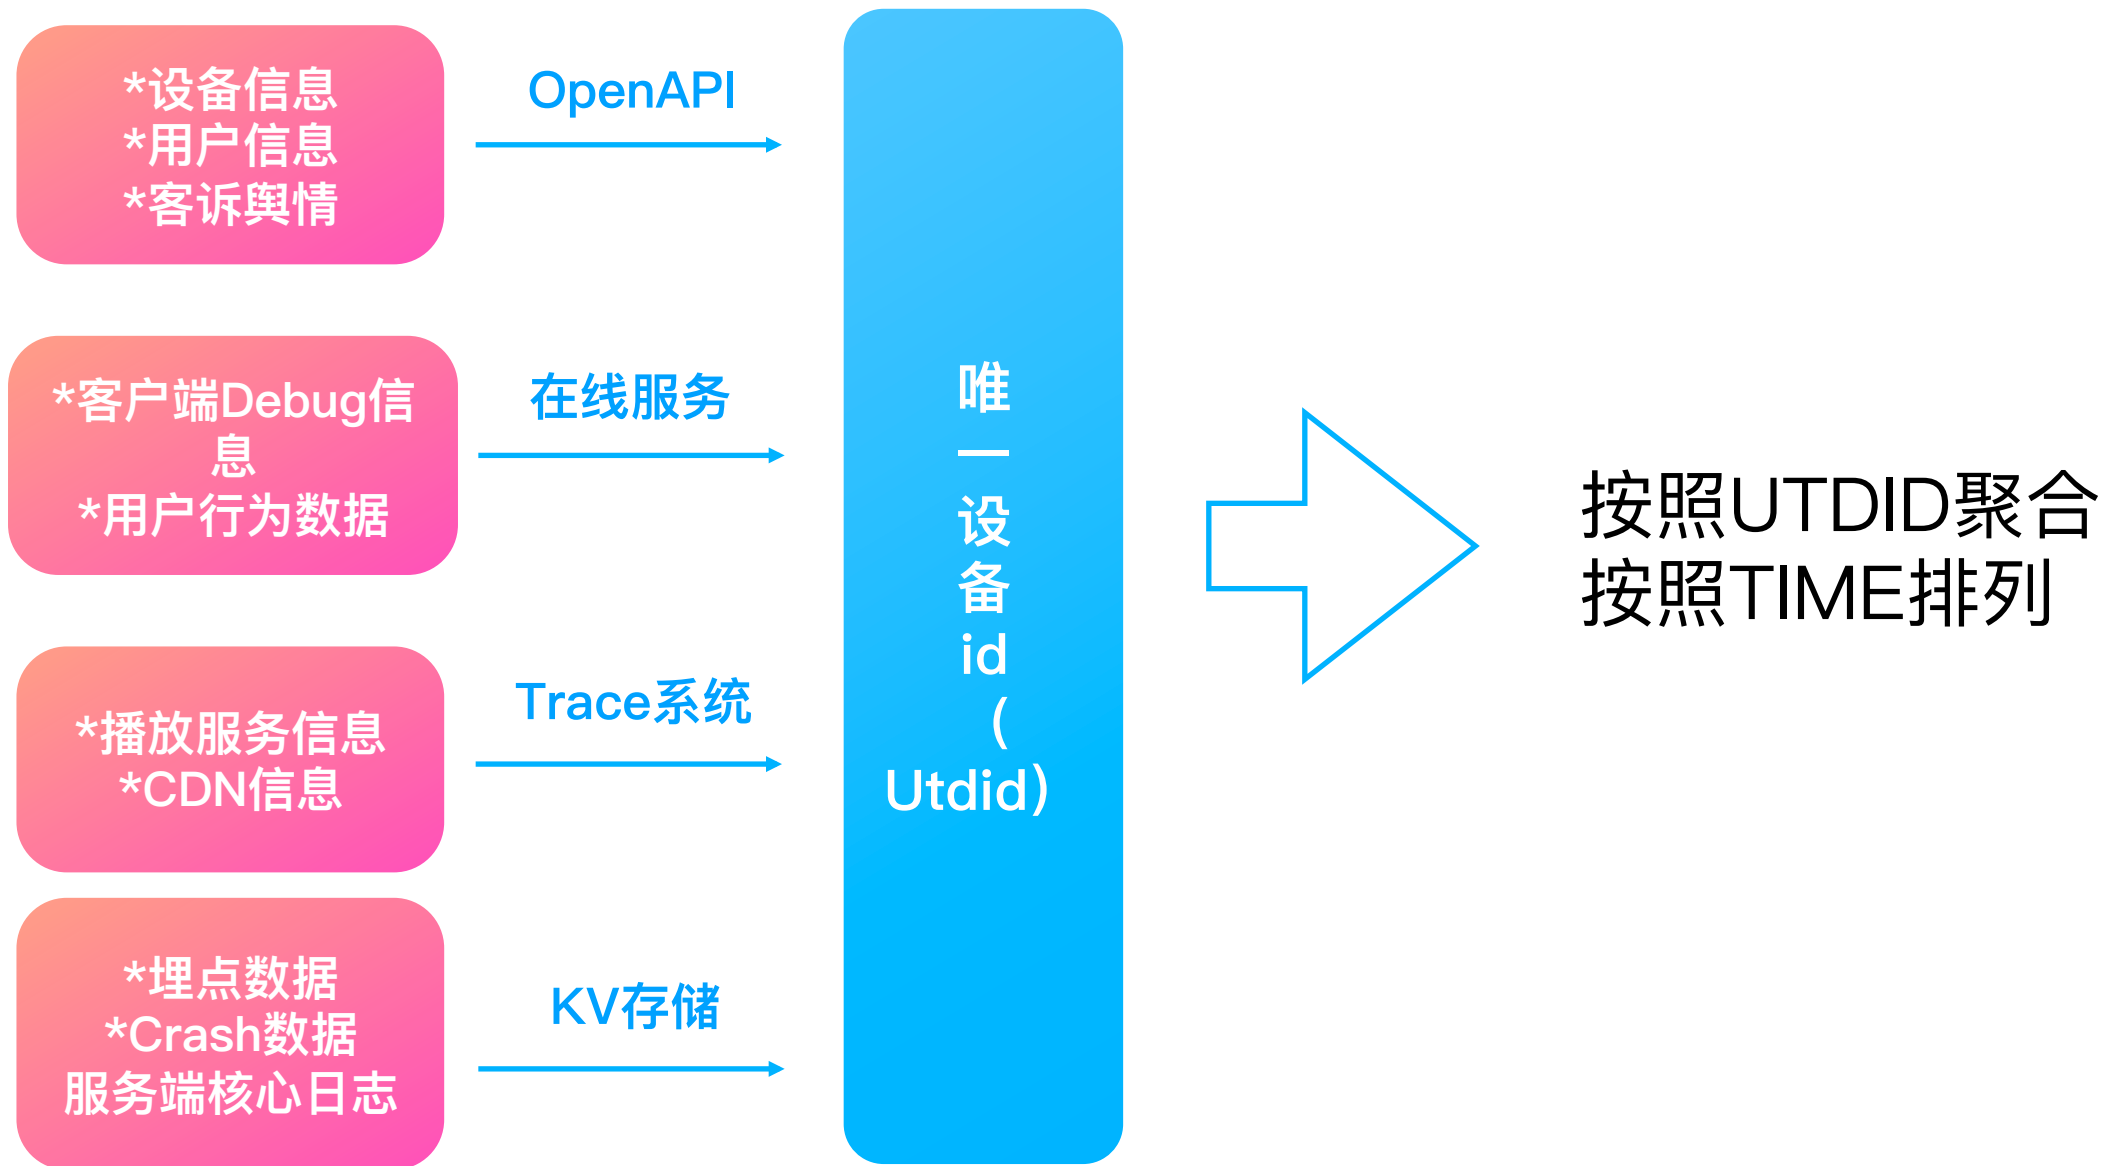 *设备信息
*用户信息
*客诉舆情
OpenAPI
*客户端Debug信
息
*用户行为数据
在线服务
*播放服务信息
*CDN信息
Trace系统
*埋点数据
*Crash数据
服务端核心日志
KV存储
唯
一
设
备
id
(
Utdid)
按照UTDID聚合
按照TIME排列